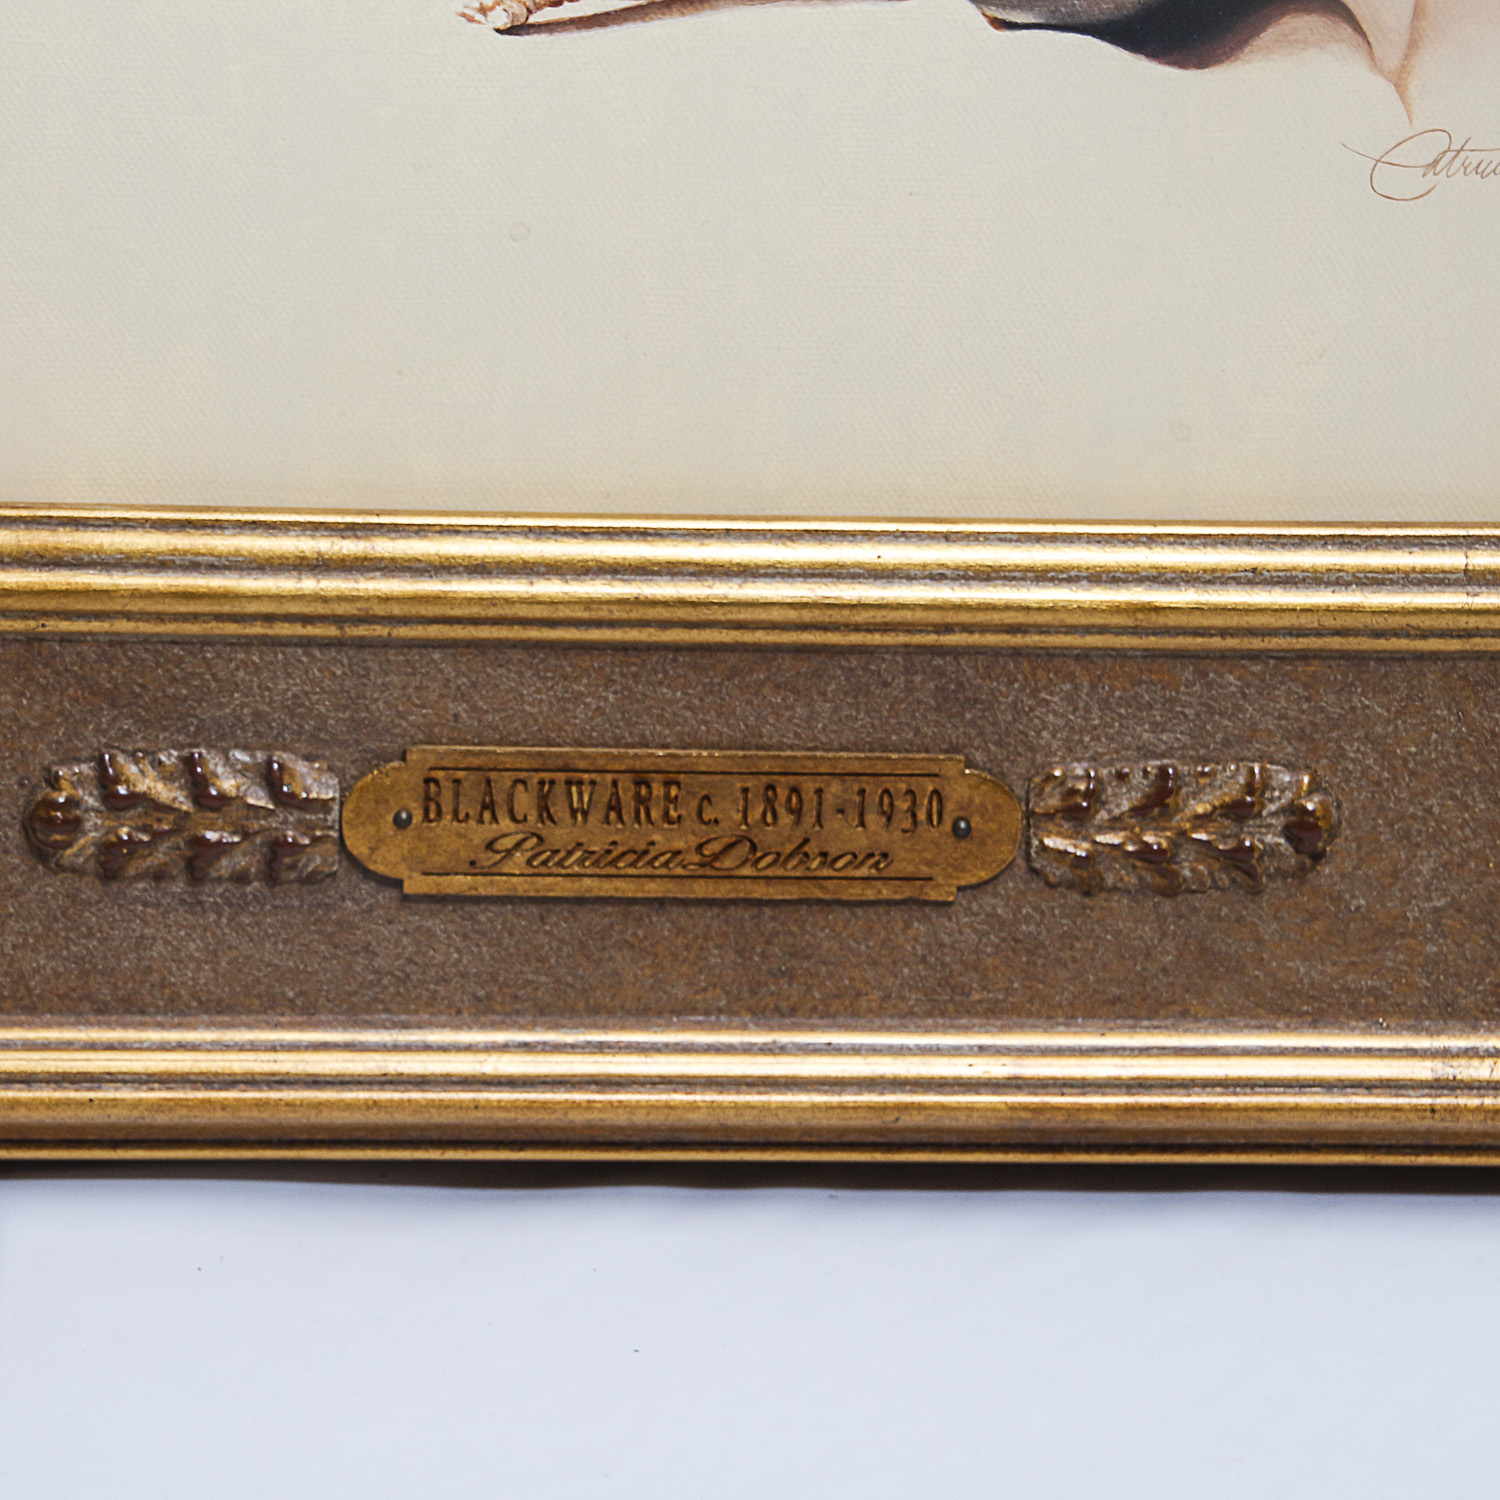 BLACKWARE c. 1891-1930
Patricia Dobson